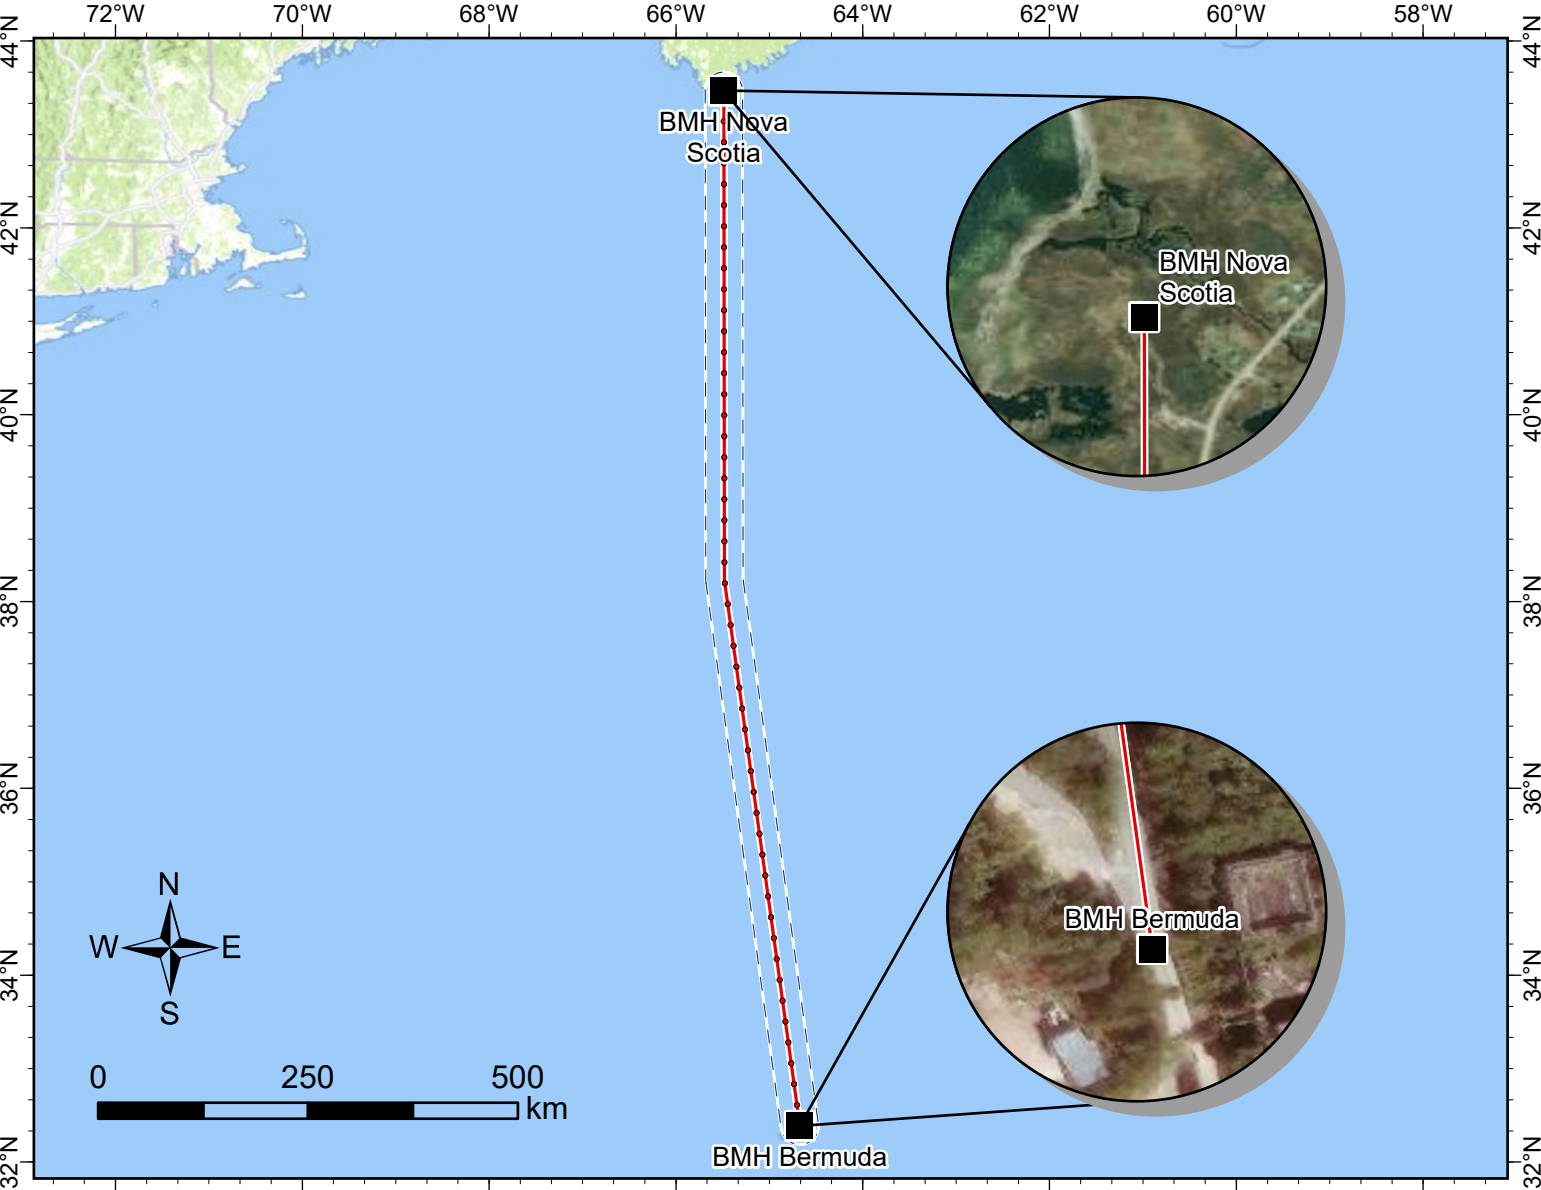 72°W 70°W 68°W 66°W 64°W 62°W 60°W 58°W
44°N 44°N
BMH Nova
Scotia
42°N 42°N
BMH Nova
Scotia
40°N 40°N
38°N 38°N
36°N 36°N
N
W E
S
BMH Bermuda
34°N 34°N
0 250 500
km
BMH Bermuda
32°N 32°N